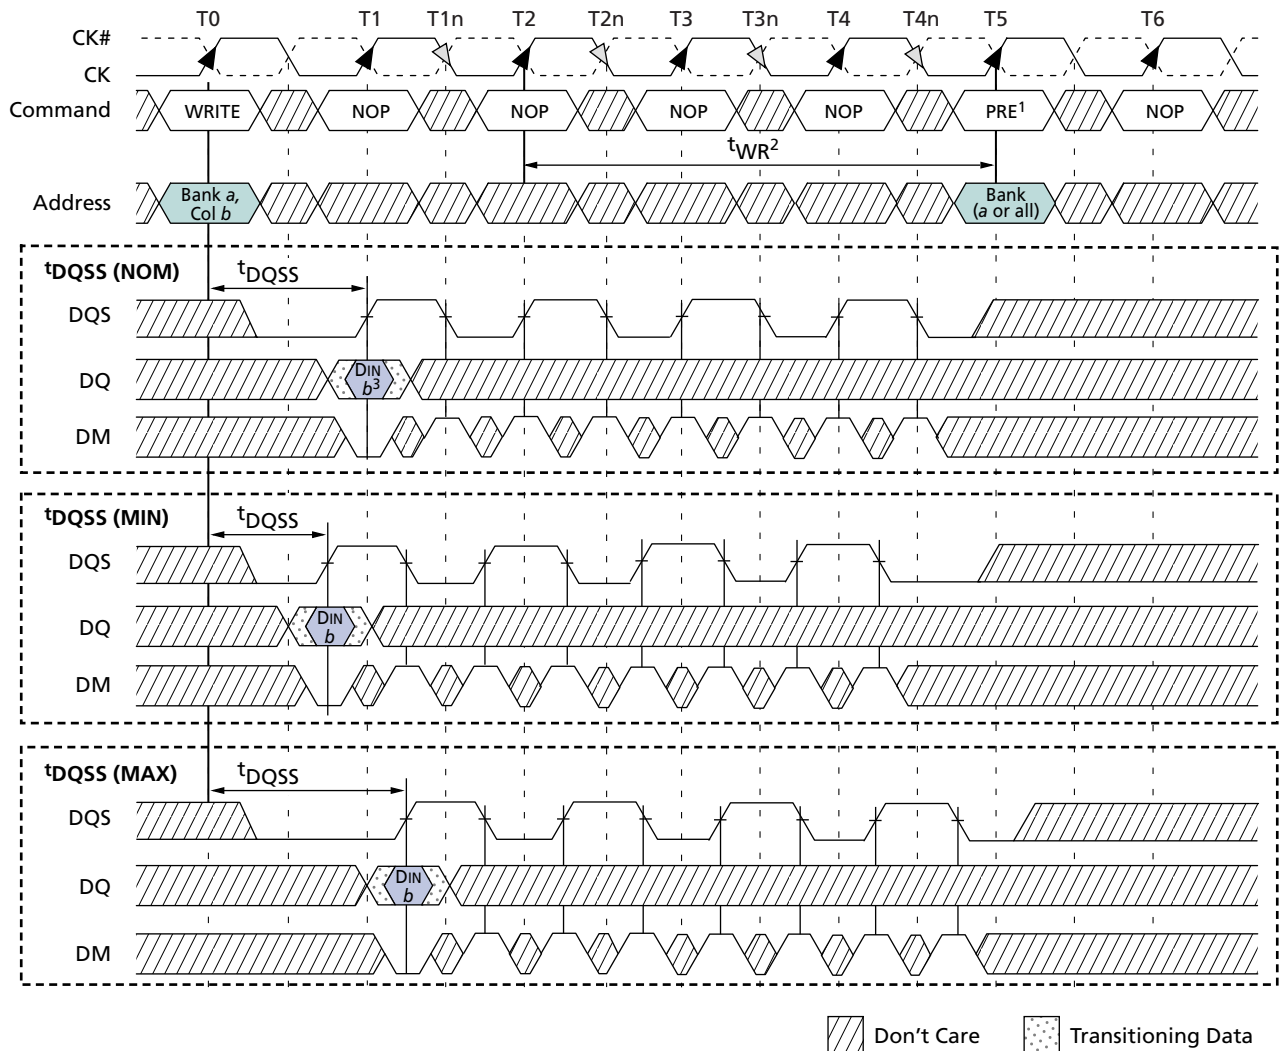 T0 T1 T1n T2 T2n T3 T3n T4 T4n T5 T6
CK#
CK
Command WRITE NOP NOP NOP NOP PRE1 NOP
tWR2
Address Bank a, Col b Bank (a or all)
tDQSS (NOM) tDQSS
DQS
DQ DIN b3
DM
tDQSS (MIN) tDQSS
DQS
DQ DIN b
DM
tDQSS (MAX) tDQSS
DQS
DQ DIN b
DM
Don't Care Transitioning Data